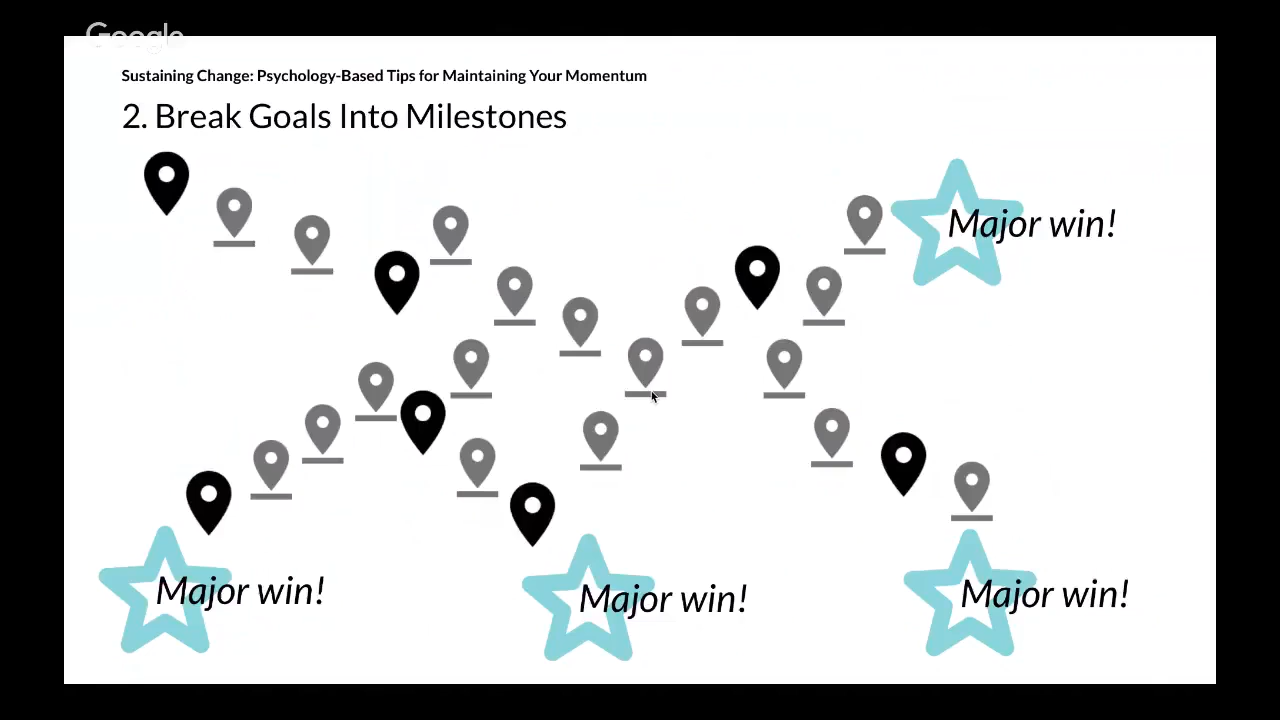 Google
Sustaining Change: Psychology-Based Tips for Maintaining Your Momentum
2. Break Goals Into Milestones
Major win!
Major win!
Major win!
Major win!